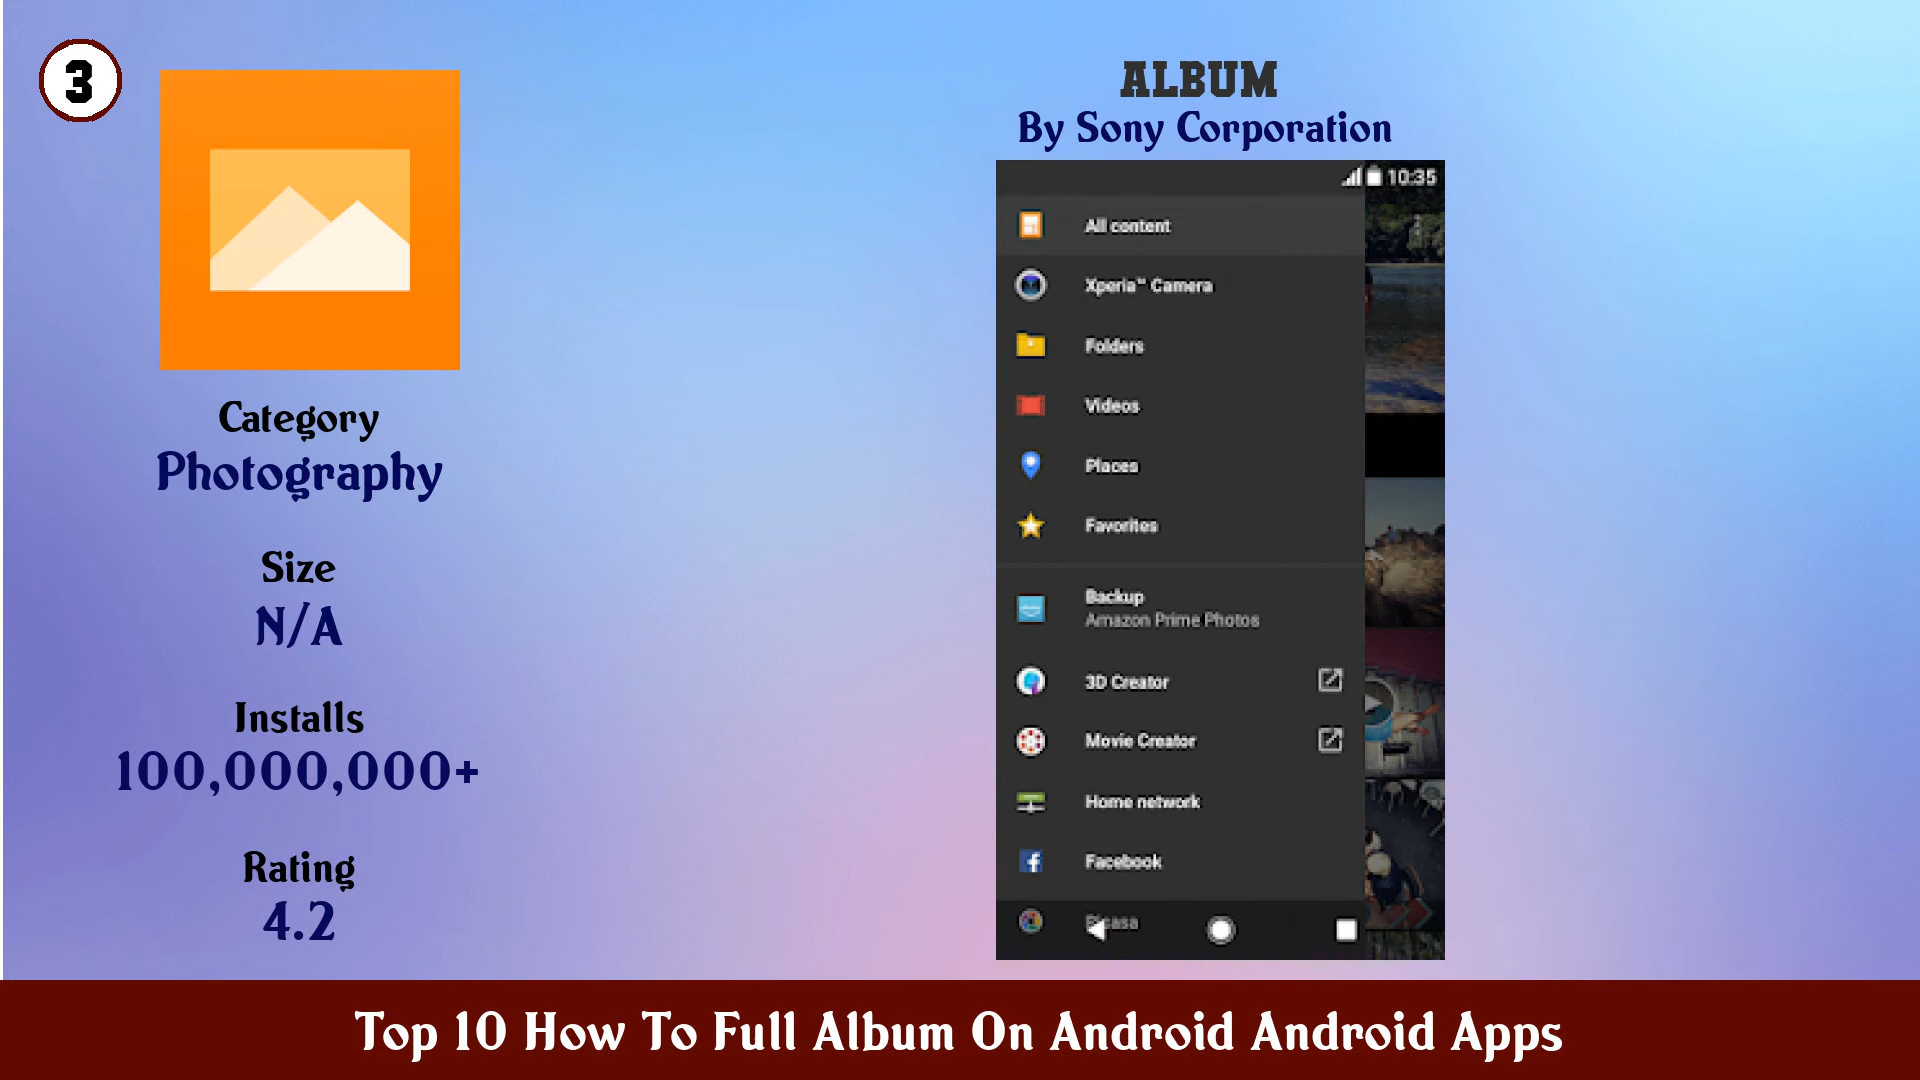 3
ALBUM
By Sony Corporation
Category
Photography
Size
N/A
Installs
100,000,000+
Rating
4.2
10:35
All content
Xperia™ Camera
Folders
Videos
Places
Favorites
Backup
Amazon Prime Photos
3D Creator
Movie Creator
Home network
Facebook
Picasa
Top 10 How To Full Album On Android Android Apps